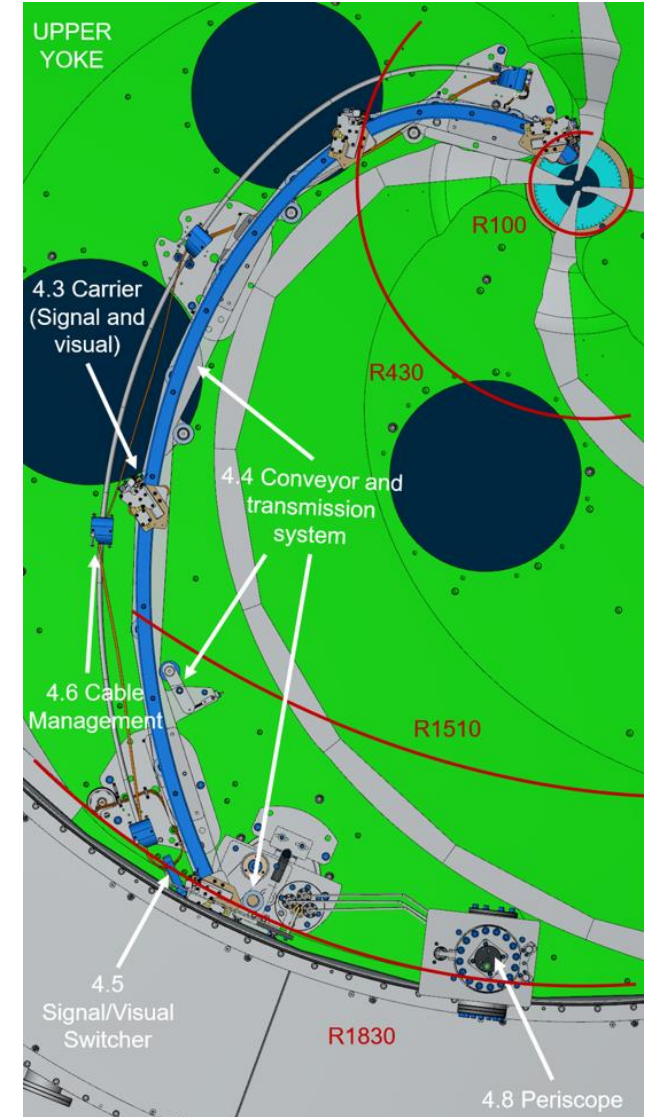 UPPER
YOKE
R100
4.3 Carrier
(Signal and
visual)
R430
4.4 Conveyor and
transmission
system
4.6 Cable
Management
R1510
4.5
Signal/Visual
Switcher
R1830
4.8 Periscope